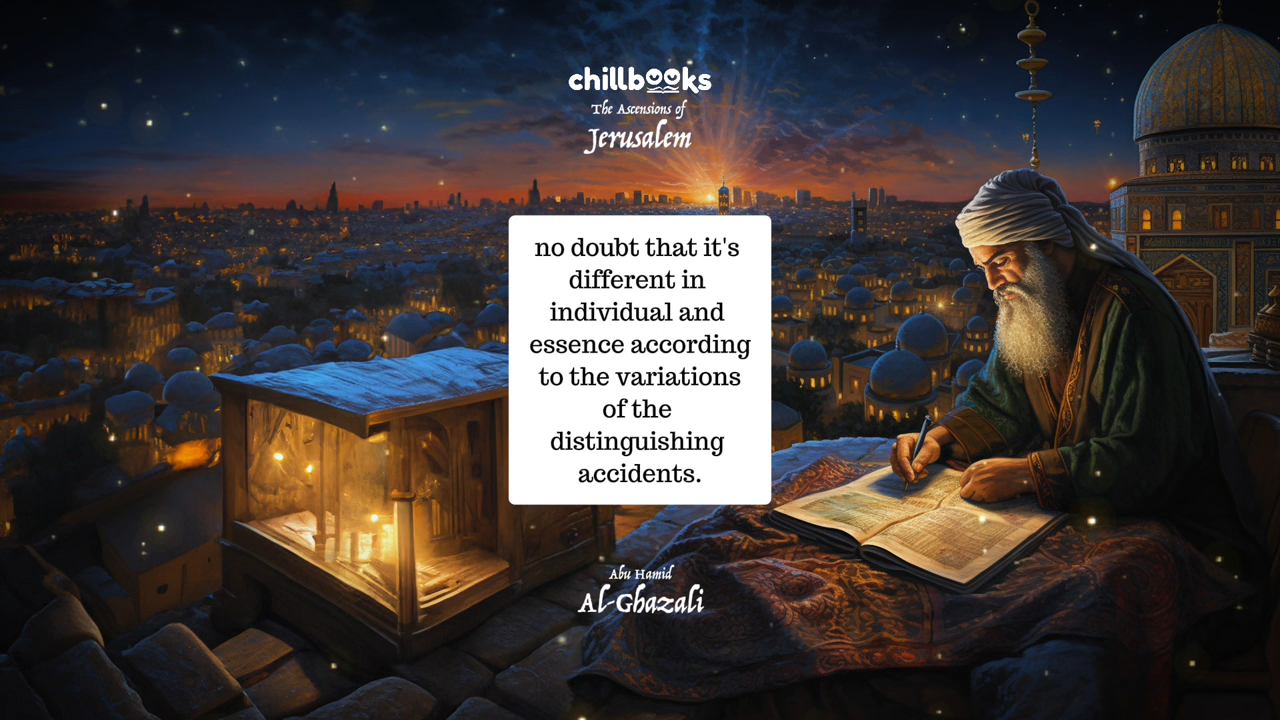 chillbooks
The Ascensions of
Jerusalem
no doubt that it's
different in
individual and
essence according
to the variations
of the
distinguishing
accidents.
Abu Hamid
Al-Ghazali